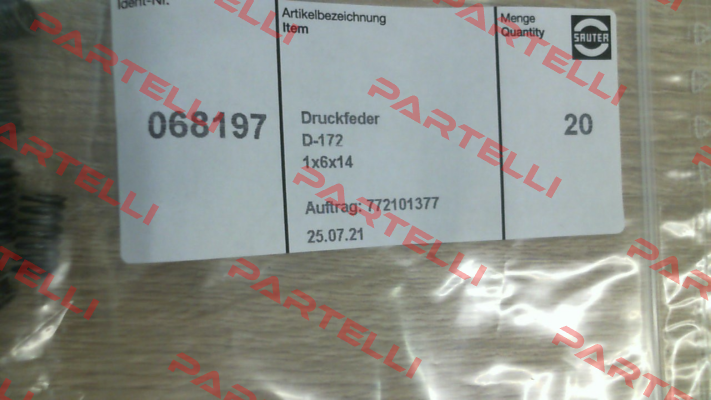 Ident-Nr.
Artikelbezeichnung
Item
Menge
Quantity
SAUTER
068197
Druckfeder
D-172
1x6x14
20
Auftrag: 772101377
25.07.21
PARTELLI
PARTELLI
PARTELLI
PARTELLI
PARTELLI
PARTELLI
PARTELLI
PARTELLI
PARTELLI